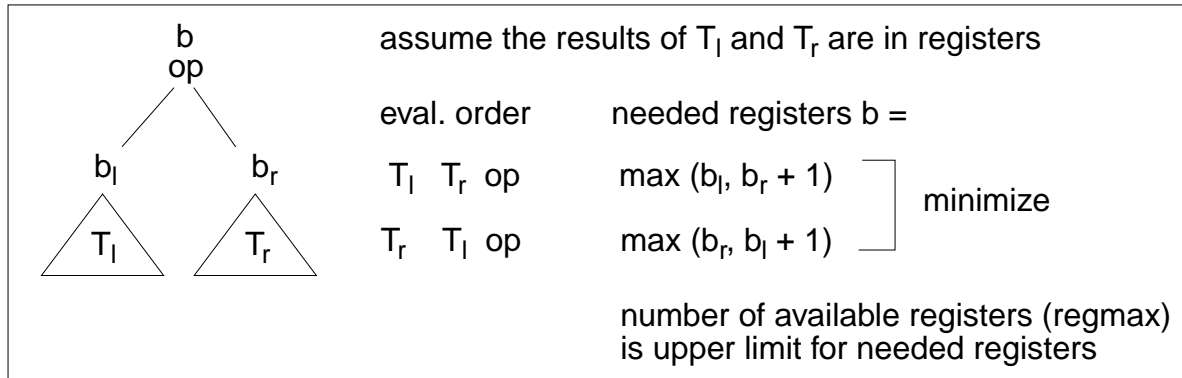 b
op
assume the results of Tl and Tr are in registers
eval. order needed registers b =
bl br
Tl Tr op max (bl, br + 1)
minimize
Tl Tr
Tr Tl op max (br, bl + 1)
number of available registers (regmax)
is upper limit for needed registers